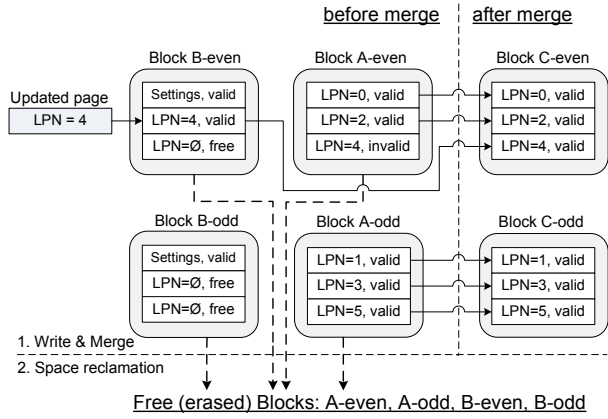 before merge
after merge
Block B-even
Block A-even
Block C-even
Updated page
LPN = 4
Settings, valid
LPN=4, valid
LPN=Ø, free
LPN=0, valid
LPN=2, valid
LPN=4, invalid
LPN=0, valid
LPN=2, valid
LPN=4, valid
Block B-odd
Block A-odd
Block C-odd
Settings, valid
LPN=Ø, free
LPN=Ø, free
LPN=1, valid
LPN=3, valid
LPN=5, valid
LPN=1, valid
LPN=3, valid
LPN=5, valid
1. Write & Merge
2. Space reclamation
Free (erased) Blocks: A-even, A-odd, B-even, B-odd